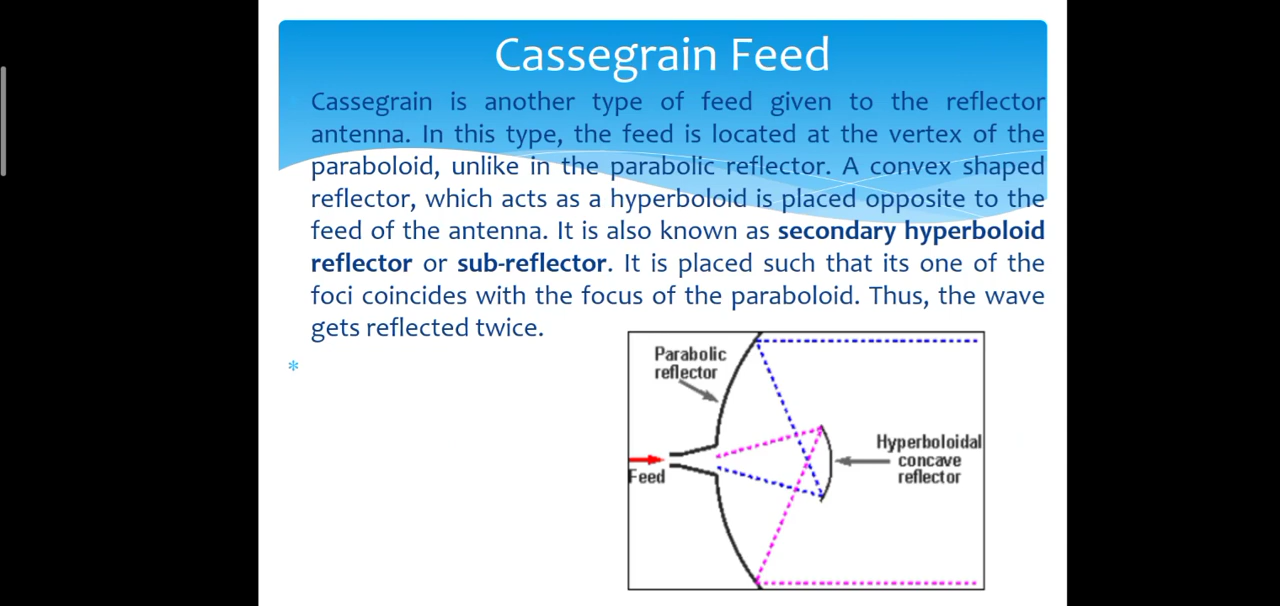 Cassegrain Feed
Cassegrain is another type of feed given to the reflector
antenna. In this type, the feed is located at the vertex of the
paraboloid, unlike in the parabolic reflector. A convex shaped
reflector, which acts as a hyperboloid is placed opposite to the
feed of the antenna. It is also known as secondary hyperboloid
reflector or sub-reflector. It is placed such that its one of the
foci coincides with the focus of the paraboloid. Thus, the wave
gets reflected twice.
*
Parabolic
reflector
Feed
Hyperboloidal
concave
reflector